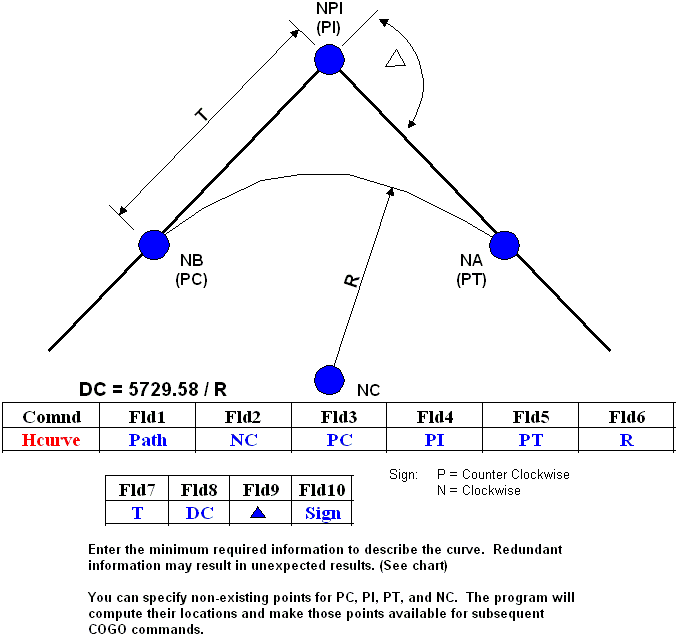 NPI
(PI)
△
T
NB
(PC)
NA
(PT)
R
NC
DC = 5729.58 / R
Comnd Fld1 Fld2 Fld3 Fld4 Fld5 Fld6
Hcurve Path NC PC PI PT R
Sign: P = Counter Clockwise
N = Clockwise
Fld7 Fld8 Fld9 Fld10
T DC ▲ Sign
Enter the minimum required information to describe the curve. Redundant
information may result in unexpected results. (See chart)
You can specify non-existing points for PC, PI, PT, and NC. The program will
compute their locations and make those points available for subsequent
COGO commands.